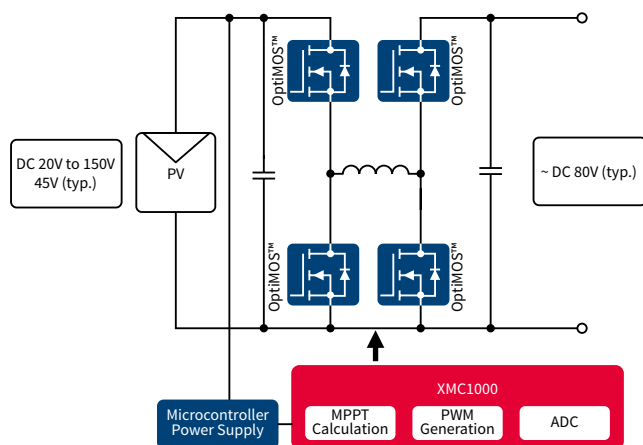 OptiMOS™
OptiMOS™
DC 20V to 150V
45V (typ.)
PV
~ DC 80V (typ.)
OptiMOS™
OptiMOS™
XMC1000
Microcontroller
Power Supply
MPPT
Calculation
PWM
Generation
ADC